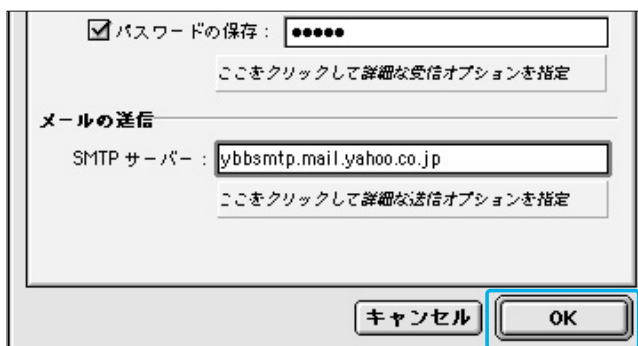 パスワードの保存： •••••
ここをクリックして詳細な受信オプションを指定
メールの送信
SMTP サーバー： ybbsmtp.mail.yahoo.co.jp
ここをクリックして詳細な送信オプションを指定
キャンセル OK